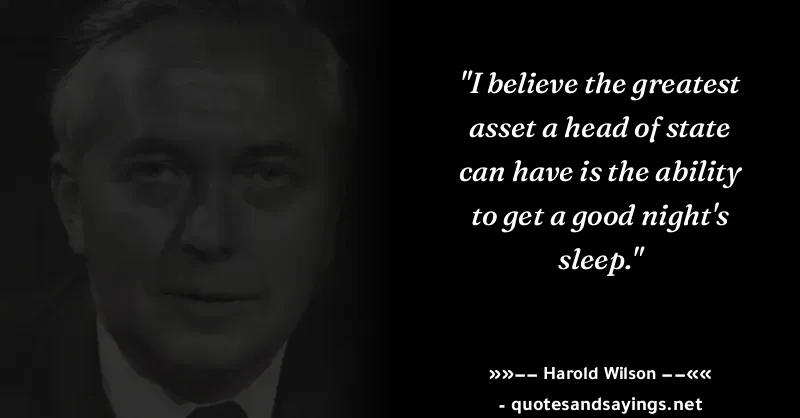 "I believe the greatest
asset a head of state
can have is the ability
to get a good night's
sleep."
»»–– Harold Wilson ––««
- quotesandsayings.net